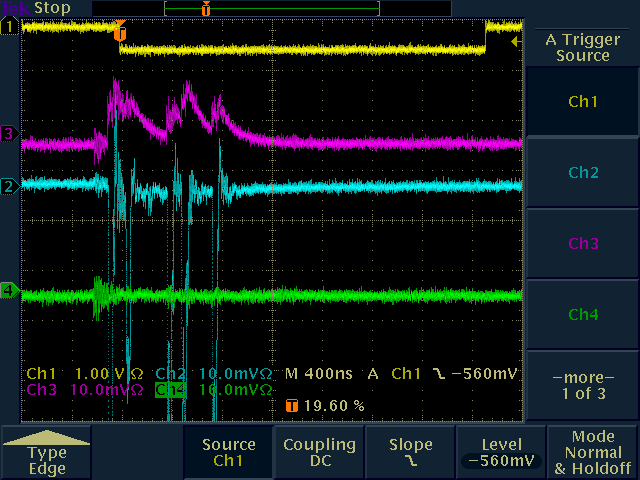 Tek Stop
T
1
T
A Trigger
Source
Ch1
3
Ch2
2
Ch3
4
Ch4
Ch1 1.00 V Ω Ch2 10.0mVΩ M 400ns A Ch1 ㄟ −560mV
Ch3 10.0mVΩ Ch4 10.0mVΩ
T 19.60 %
−more−
1 of 3
Type
Edge
Source
Ch1
Coupling
DC
Slope
Level
−560mV
Mode
Normal
& Holdoff